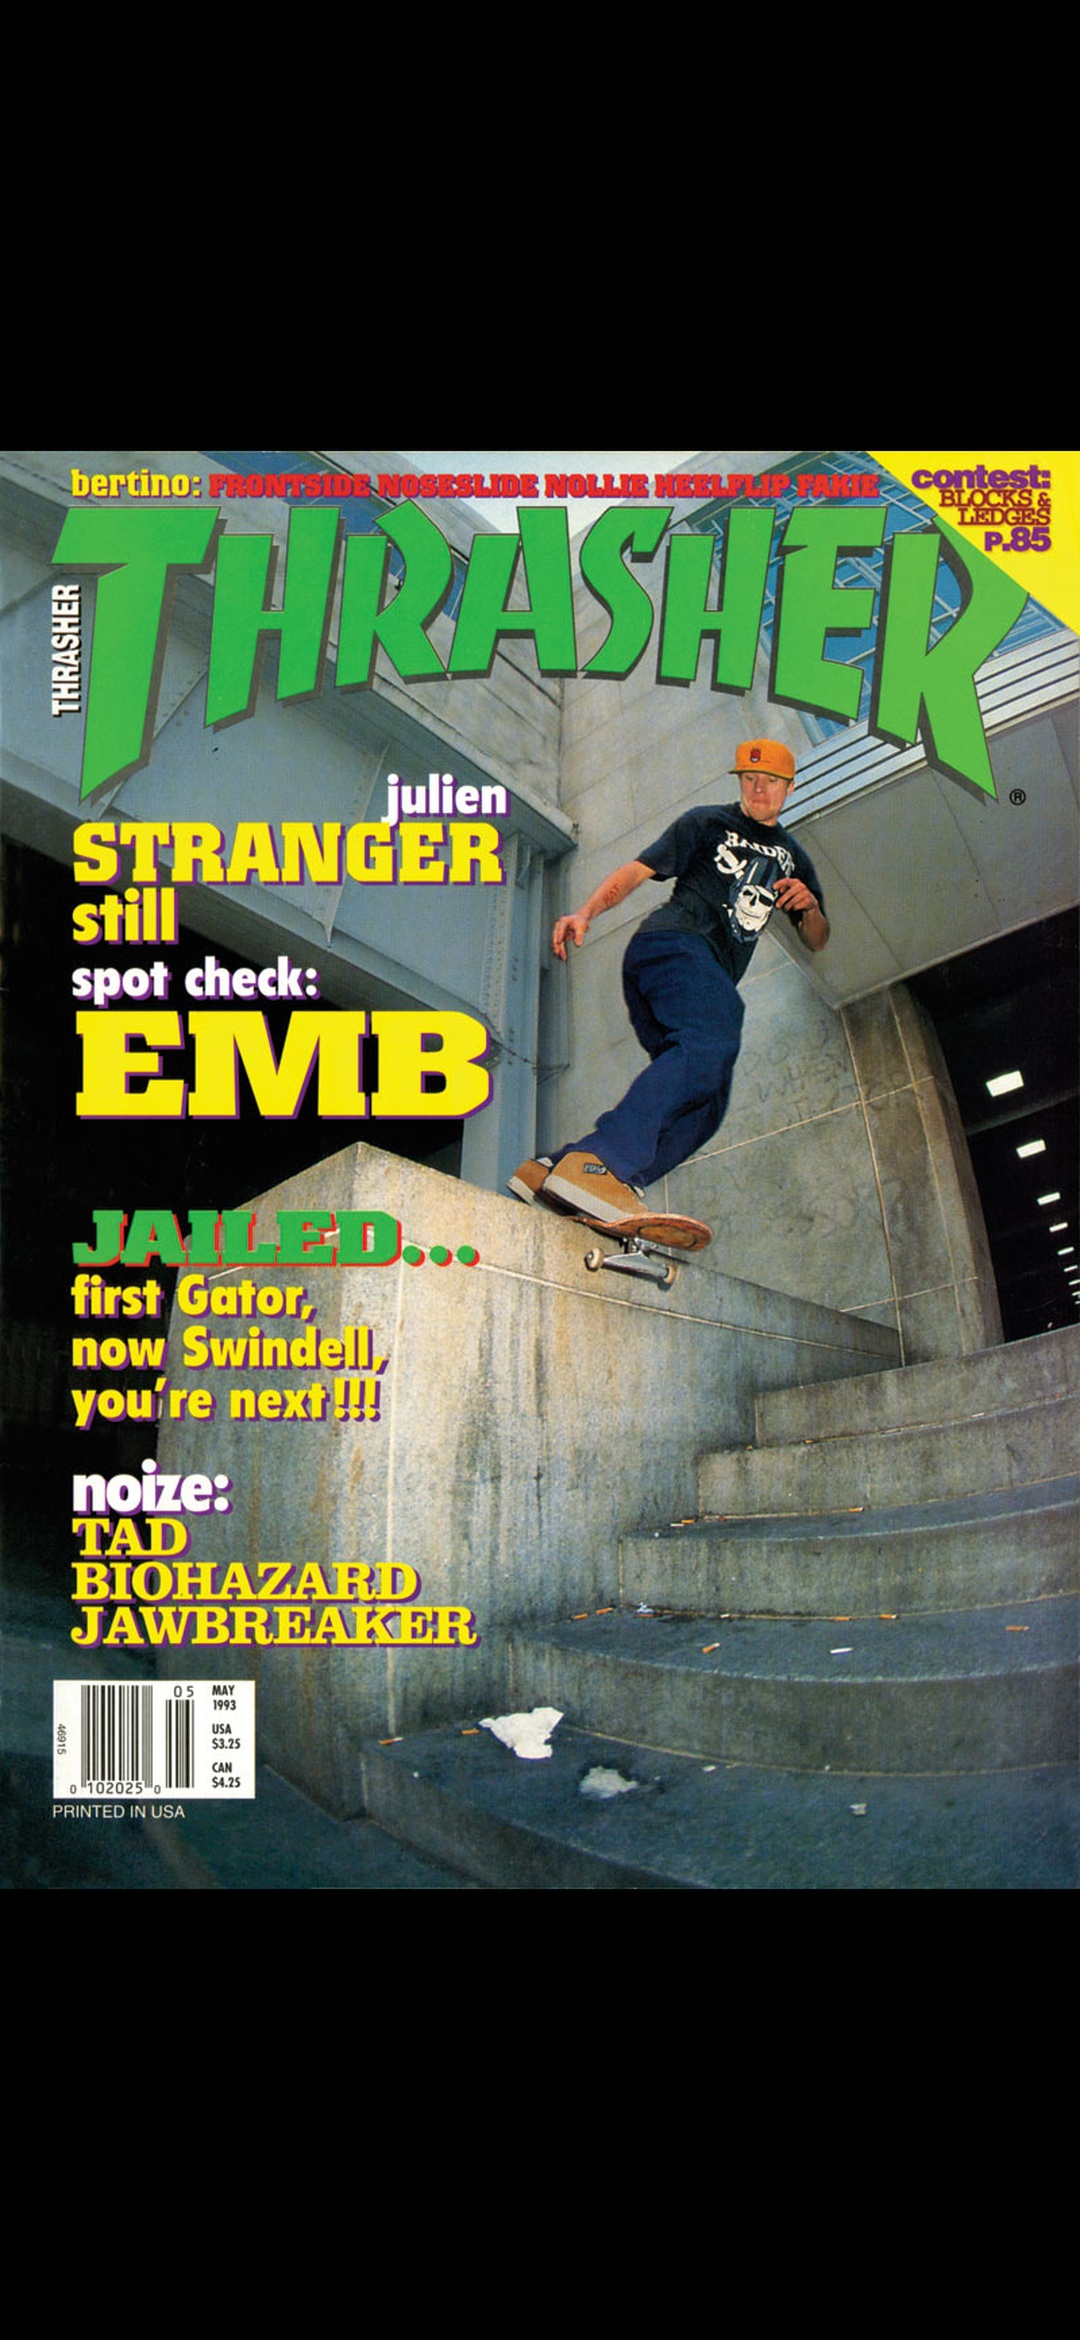 bertino: FRONTSIDE NOSESLIDE NOLLIE HEELFLIP FAKIE
contest:
BLOCKS &
LEDGES
P.85
THRASHER
®
THRASHER
julien
STRANGER
still
spot check:
EMB
RAIDERS
JAILED...
first Gator,
now Swindell,
you're next!!!
noize:
TAD
BIOHAZARD
JAWBREAKER
05
MAY
1993
USA
$3.25
CAN
$4.25
46915
0 102025 0
PRINTED IN USA